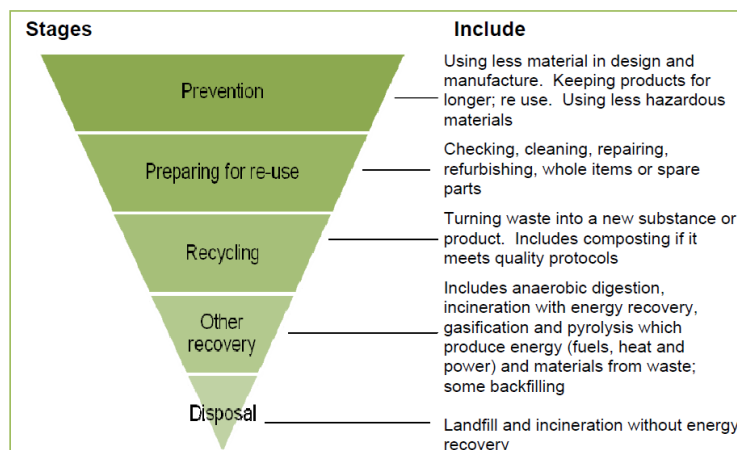 Stages
Include
Prevention
Using less material in design and
manufacture. Keeping products for
longer; re use. Using less hazardous
materials
Preparing for re-use
Checking, cleaning, repairing,
refurbishing, whole items or spare
parts
Recycling
Turning waste into a new substance or
product. Includes composting if it
meets quality protocols
Other
recovery
Includes anaerobic digestion,
incineration with energy recovery,
gasification and pyrolysis which
produce energy (fuels, heat and
power) and materials from waste;
some backfilling
Disposal
Landfill and incineration without energy
recovery